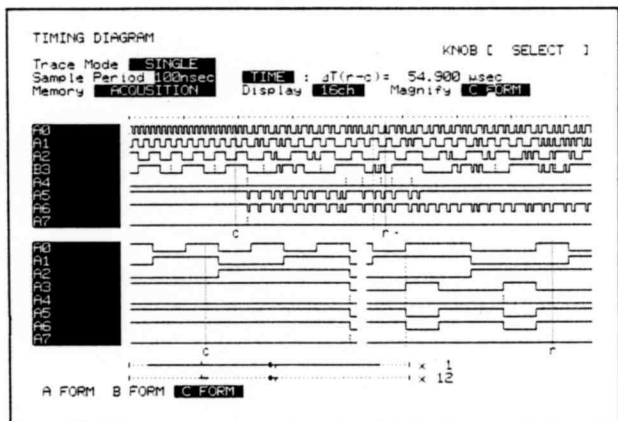 TIMING DIAGRAM
KNOB [ SELECT ]
Trace Mode SINGLE
Sample Period 100nsec TIME : ΔT(r-c)= 54.900 μsec
Memory ACQUSITION Display 16ch Magnify C FORM
A0
A1
A2
B3
A4
A5
A6
A7
c r
A0
A1
A2
A3
A4
A5
A6
A7
c r
x 1
x 12
A FORM B FORM C FORM